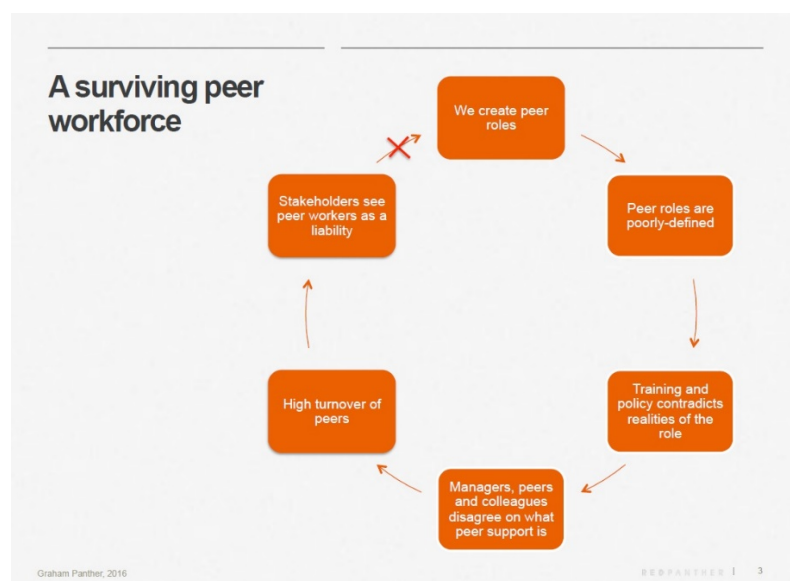 A surviving peer
workforce
We create peer
roles
Peer roles are
poorly-defined
Training and
policy contradicts
realities of the
role
Managers, peers
and colleagues
disagree on what
peer support is
High turnover of
peers
Stakeholders see
peer workers as a
liability
Graham Panther, 2016
PANTHER | 3